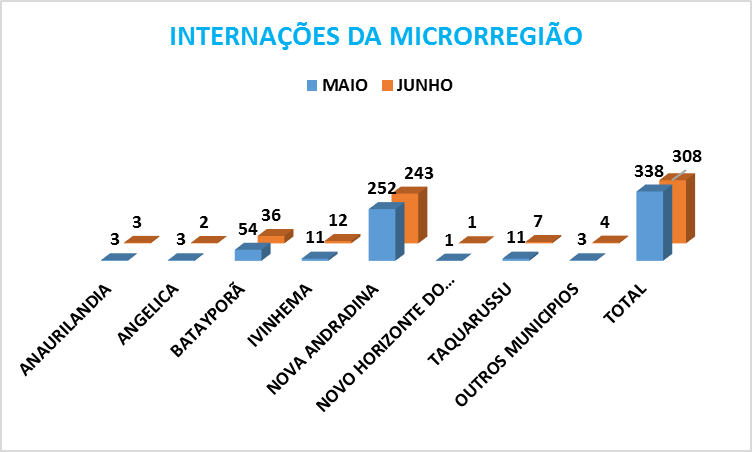 INTERNAÇÕES DA MICRORREGIÃO
MAIO JUNHO
3 3 3 2 54 36 11 12 252 243 1 1 11 7 3 4 338 308
ANAURILANDIA
ANGELICA
BATAYPORÃ
IVINHEMA
NOVA ANDRADINA
NOVO HORIZONTE DO...
TAQUARUSSU
OUTROS MUNICIPIOS
TOTAL